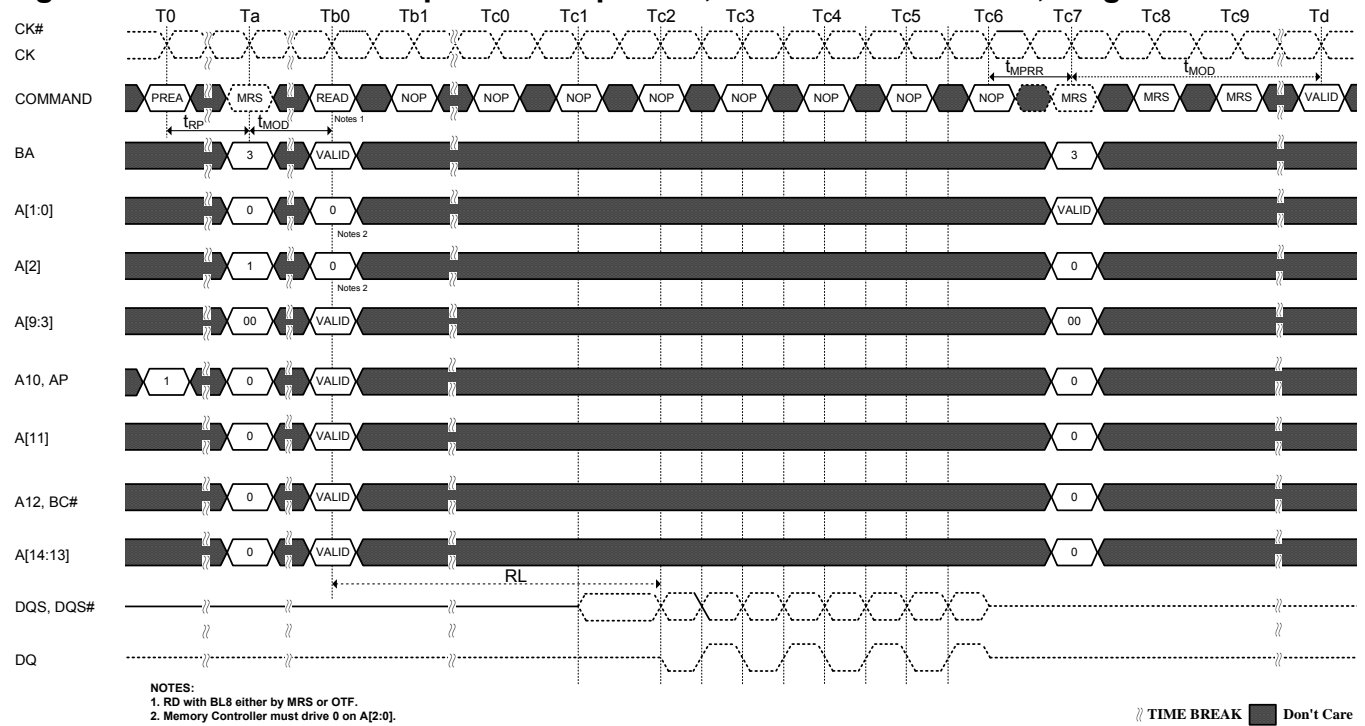 T0 Ta Tb0 Tb1 Tc0 Tc1 Tc2 Tc3 Tc4 Tc5 Tc6 Tc7 Tc8 Tc9 Td
CK#
CK
tMPRR tMOD
COMMAND PREA MRS READ NOP NOP NOP NOP NOP NOP NOP NOP MRS MRS MRS VALID
tRP tMOD Notes 1
BA 3 VALID 3
A[1:0] 0 0 VALID
Notes 2
A[2] 1 0 0
Notes 2
A[9:3] 00 VALID 00
A10, AP 1 0 VALID 0
A[11] 0 VALID 0
A12, BC# 0 VALID 0
A[14:13] 0 VALID 0
RL
DQS, DQS#
DQ
NOTES:
1. RD with BL8 either by MRS or OTF.
2. Memory Controller must drive 0 on A[2:0].
TIME BREAK Don't Care